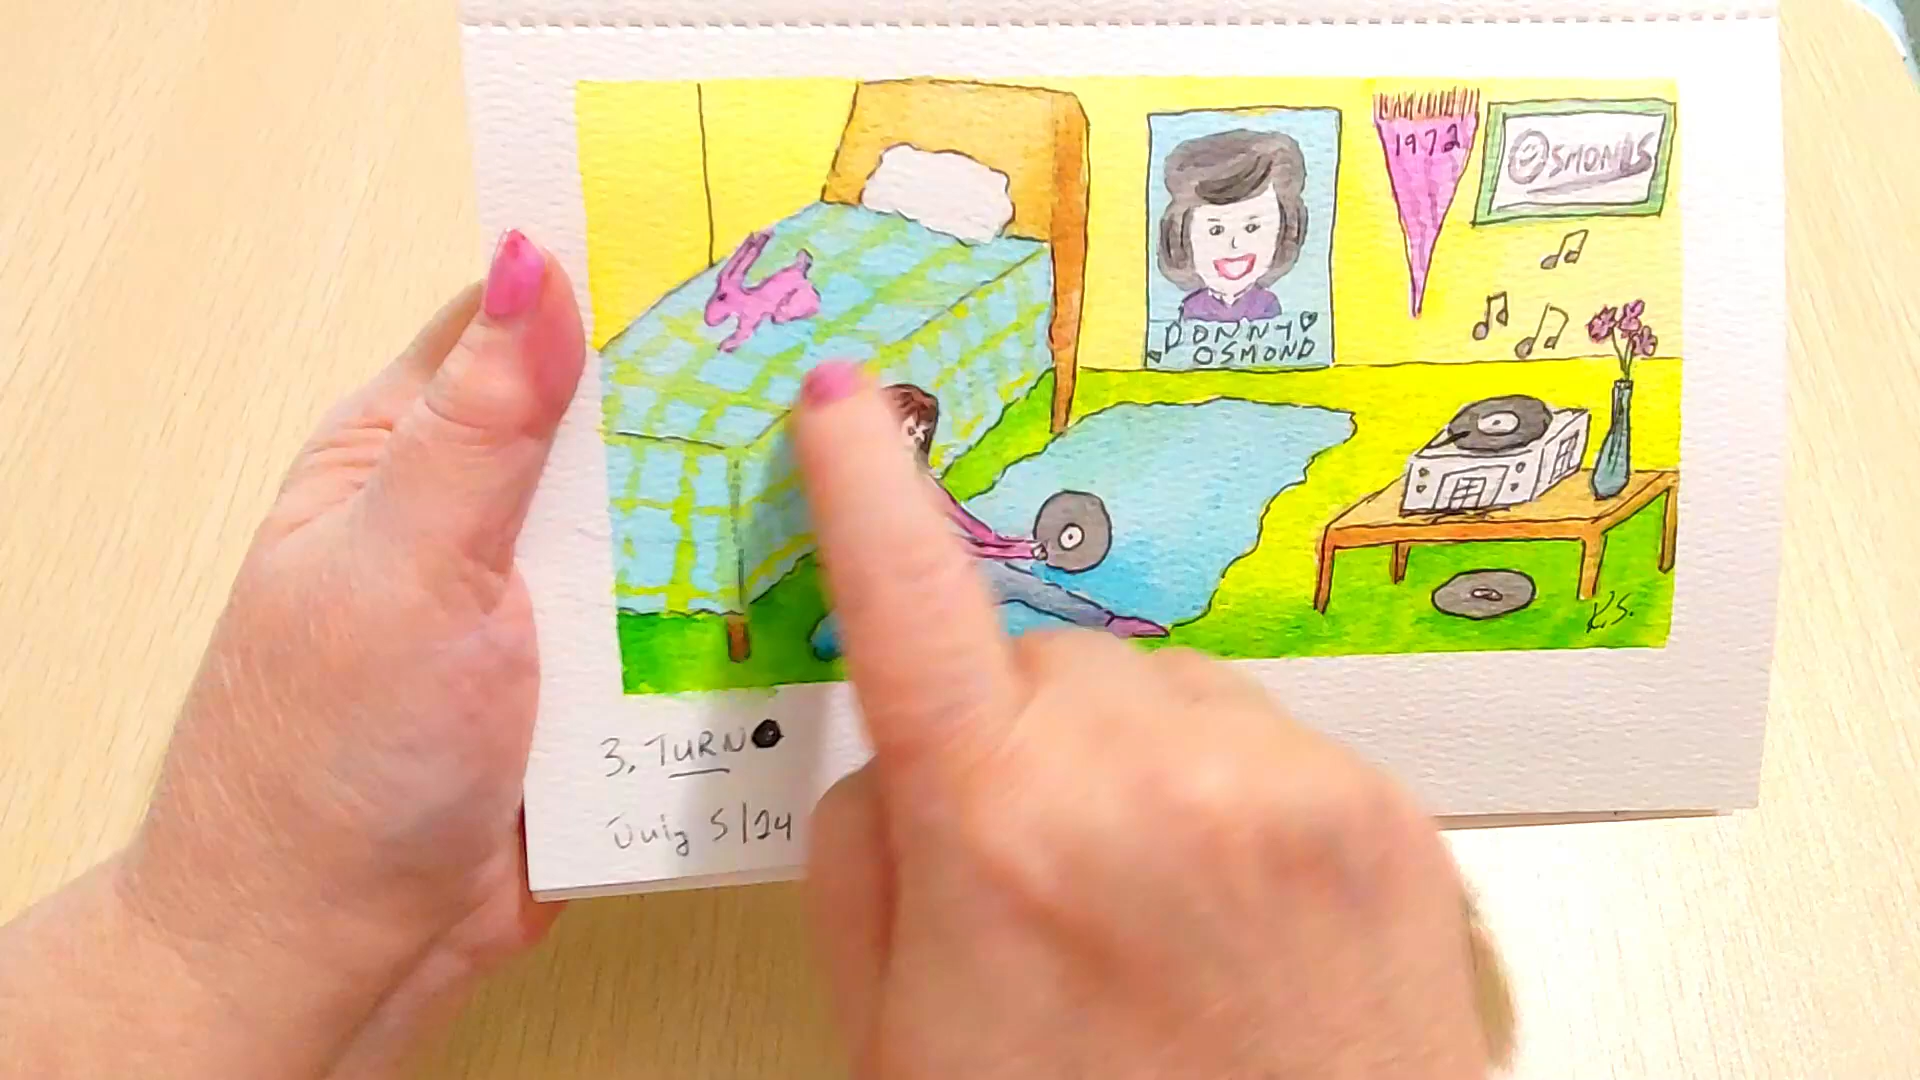 1972
OSMONDS
DONNY
OSMOND
K.S.
3. TURN
July 5/24